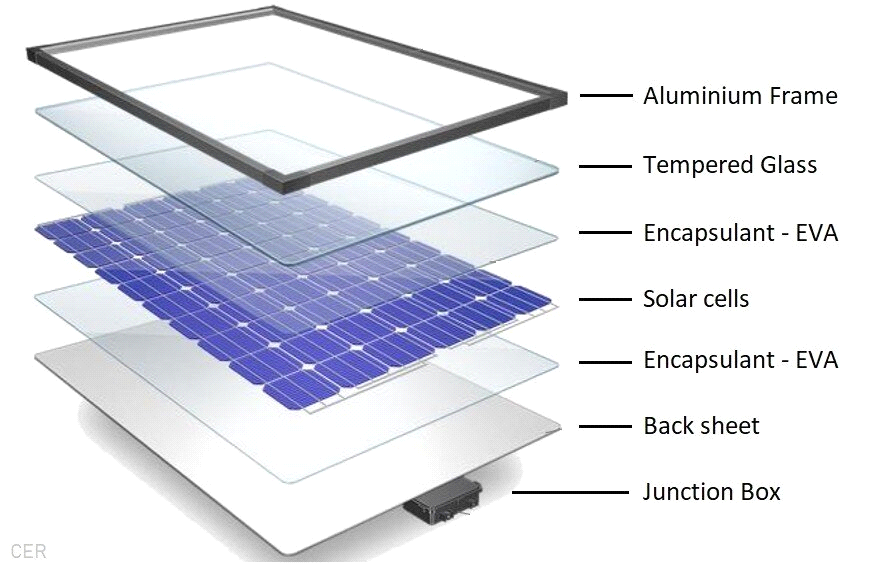 Aluminium Frame
Tempered Glass
Encapsulant - EVA
Solar cells
Encapsulant - EVA
Back sheet
Junction Box
CER